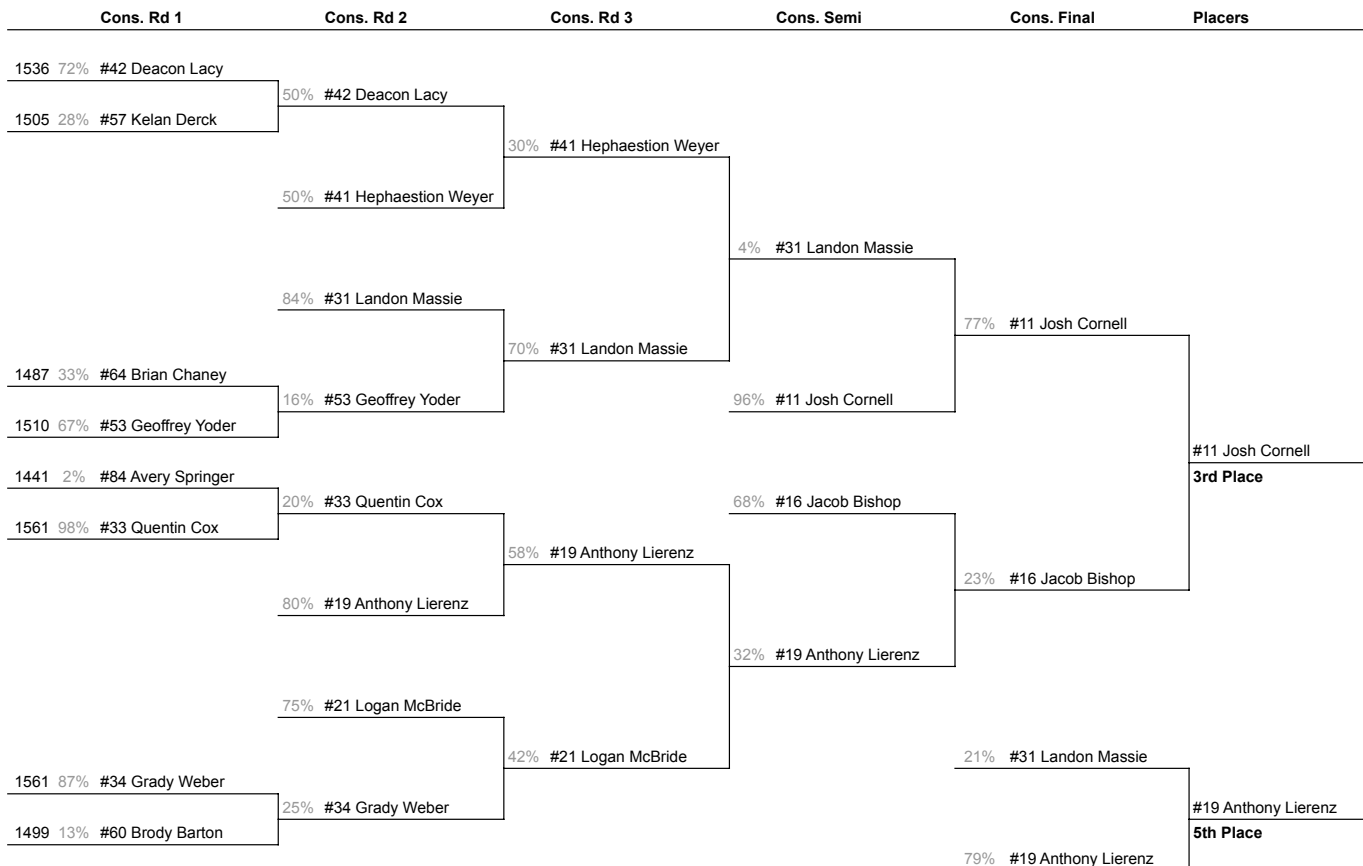 Cons. Rd 1 Cons. Rd 2 Cons. Rd 3 Cons. Semi Cons. Final Placers
1536 72% #42 Deacon Lacy
50% #42 Deacon Lacy
1505 28% #57 Kelan Derck
30% #41 Hephaestion Weyer
50% #41 Hephaestion Weyer
4% #31 Landon Massie
84% #31 Landon Massie
77% #11 Josh Cornell
70% #31 Landon Massie
1487 33% #64 Brian Chaney
16% #53 Geoffrey Yoder
96% #11 Josh Cornell
1510 67% #53 Geoffrey Yoder
#11 Josh Cornell
3rd Place
1441 2% #84 Avery Springer
20% #33 Quentin Cox
68% #16 Jacob Bishop
1561 98% #33 Quentin Cox
58% #19 Anthony Lierenz
23% #16 Jacob Bishop
80% #19 Anthony Lierenz
32% #19 Anthony Lierenz
75% #21 Logan McBride
42% #21 Logan McBride
21% #31 Landon Massie
1561 87% #34 Grady Weber
25% #34 Grady Weber
#19 Anthony Lierenz
5th Place
1499 13% #60 Brody Barton
79% #19 Anthony Lierenz